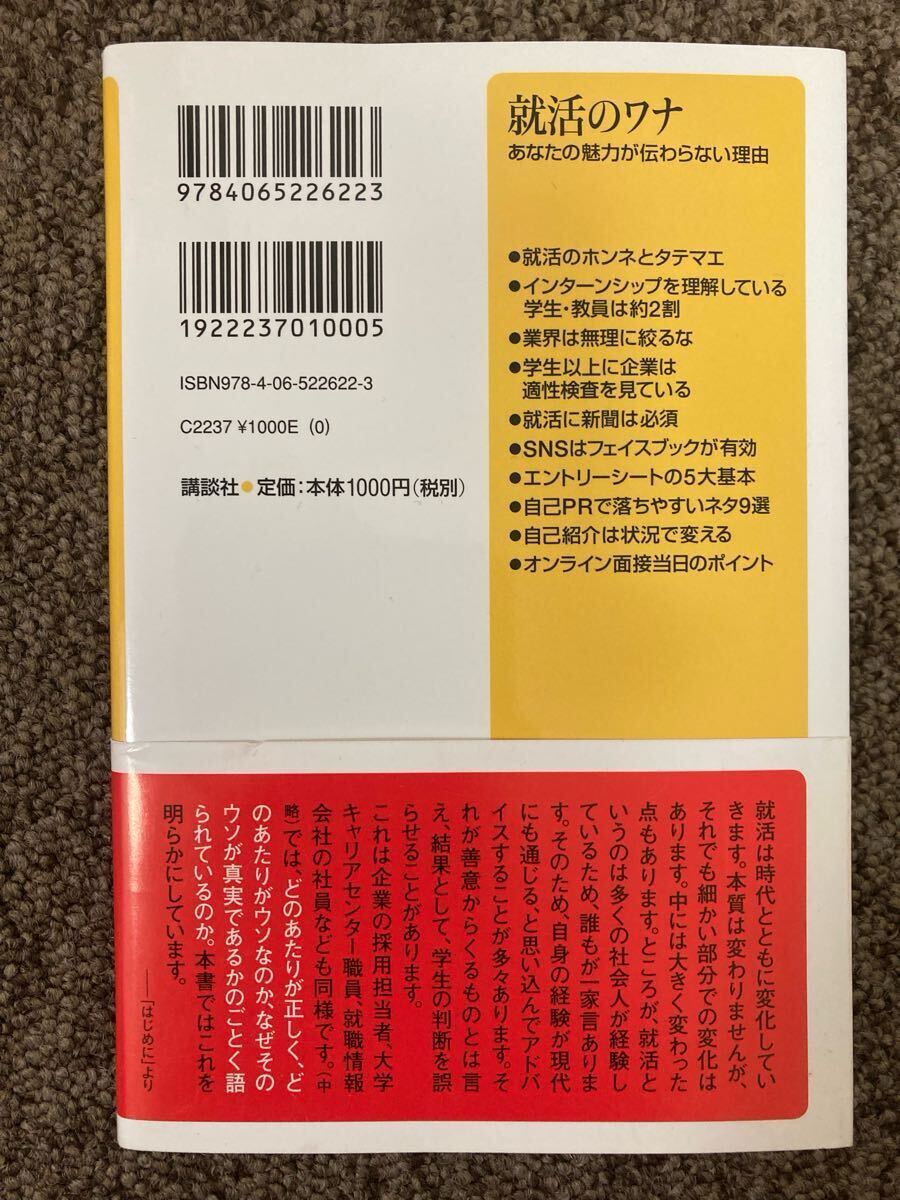 9784065226223
1922237010005
ISBN978-4-06-522622-3
C2237 ¥1000E (0)
講談社●定価：本体1000円（税別）
就活のワナ
あなたの魅力が伝わらない理由
●就活のホンネとタテマエ
●インターンシップを理解している
学生・教員は約2割
●業界は無理に絞るな
●学生以上に企業は
適性検査を見ている
●就活に新聞は必須
●SNSはフェイスブックが有効
●エントリーシートの5大基本
●自己PRで落ちやすいネタ9選
●自己紹介は状況で変える
●オンライン面接当日のポイント
就活は時代とともに変化してい
きます。本質は変わりませんが、
それでも細かい部分での変化は
あります。中には大きく変わった
点もあります。ところが、就活と
いうのは多くの社会人が経験し
ているため、誰もが一家言ありま
す。そのため、自身の経験が現代
にも通じる、と思い込んでアドバ
イスすることが多々あります。そ
れが善意からくるものとは言
え、結果として、学生の判断を誤
らせることがあります。
これは企業の採用担当者、大学
キャリアセンター職員、就職情報
会社の社員なども同様です。（中
略）では、どのあたりが正しく、ど
のあたりがウソなのか、なぜその
ウソが真実であるかのごとく語
られているのか。本書ではこれを
明らかにしています。
――「はじめに」より